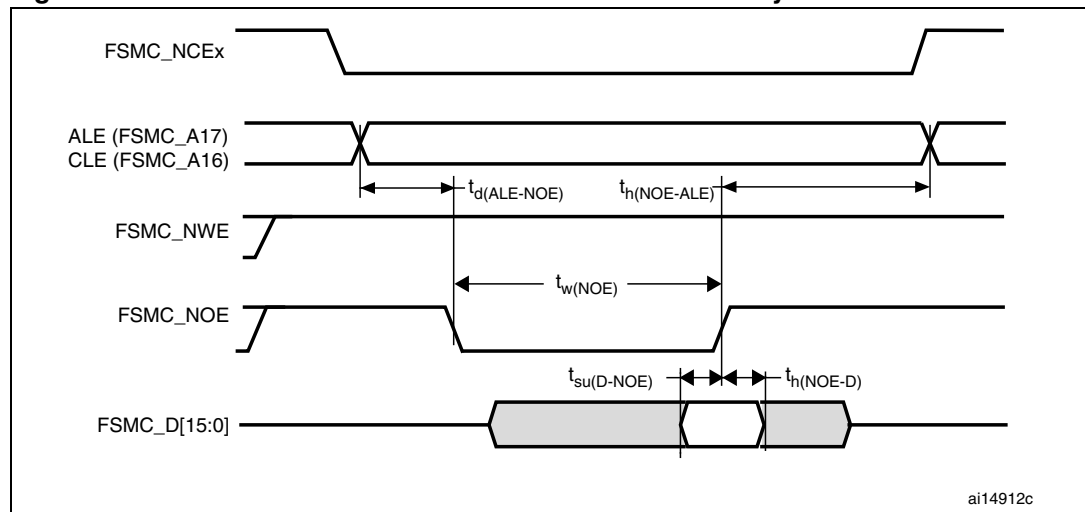 FSMC_NCEx
ALE (FSMC_A17)
CLE (FSMC_A16)
td(ALE-NOE)
th(NOE-ALE)
FSMC_NWE
tw(NOE)
FSMC_NOE
tsu(D-NOE)
th(NOE-D)
FSMC_D[15:0]
ai14912c